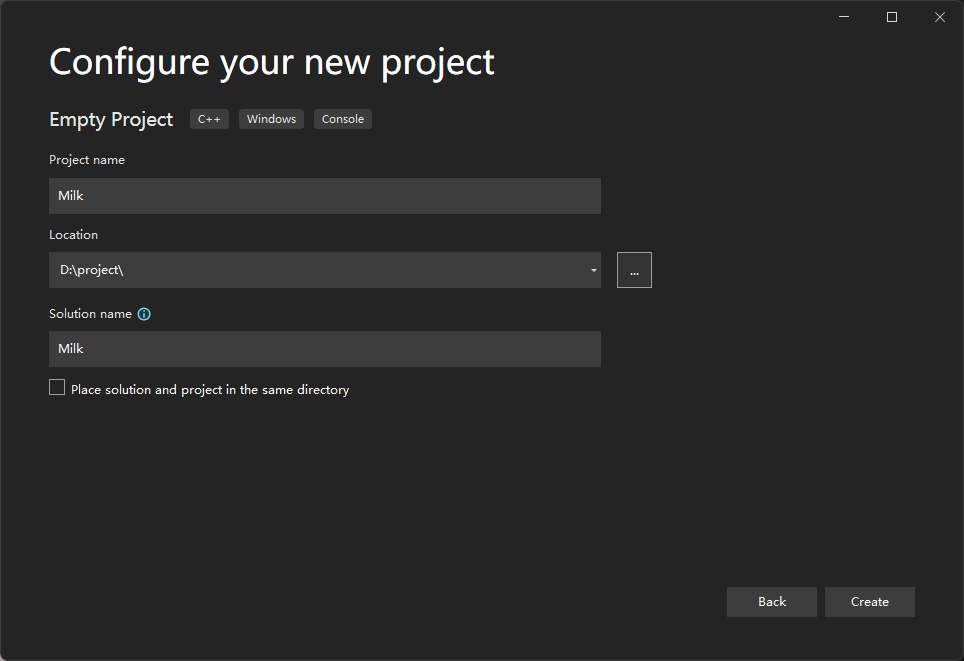 Configure your new project
Empty Project C++ Windows Console
Project name
Milk
Location
D:\project\
...
Solution name
Milk
Place solution and project in the same directory
Back Create